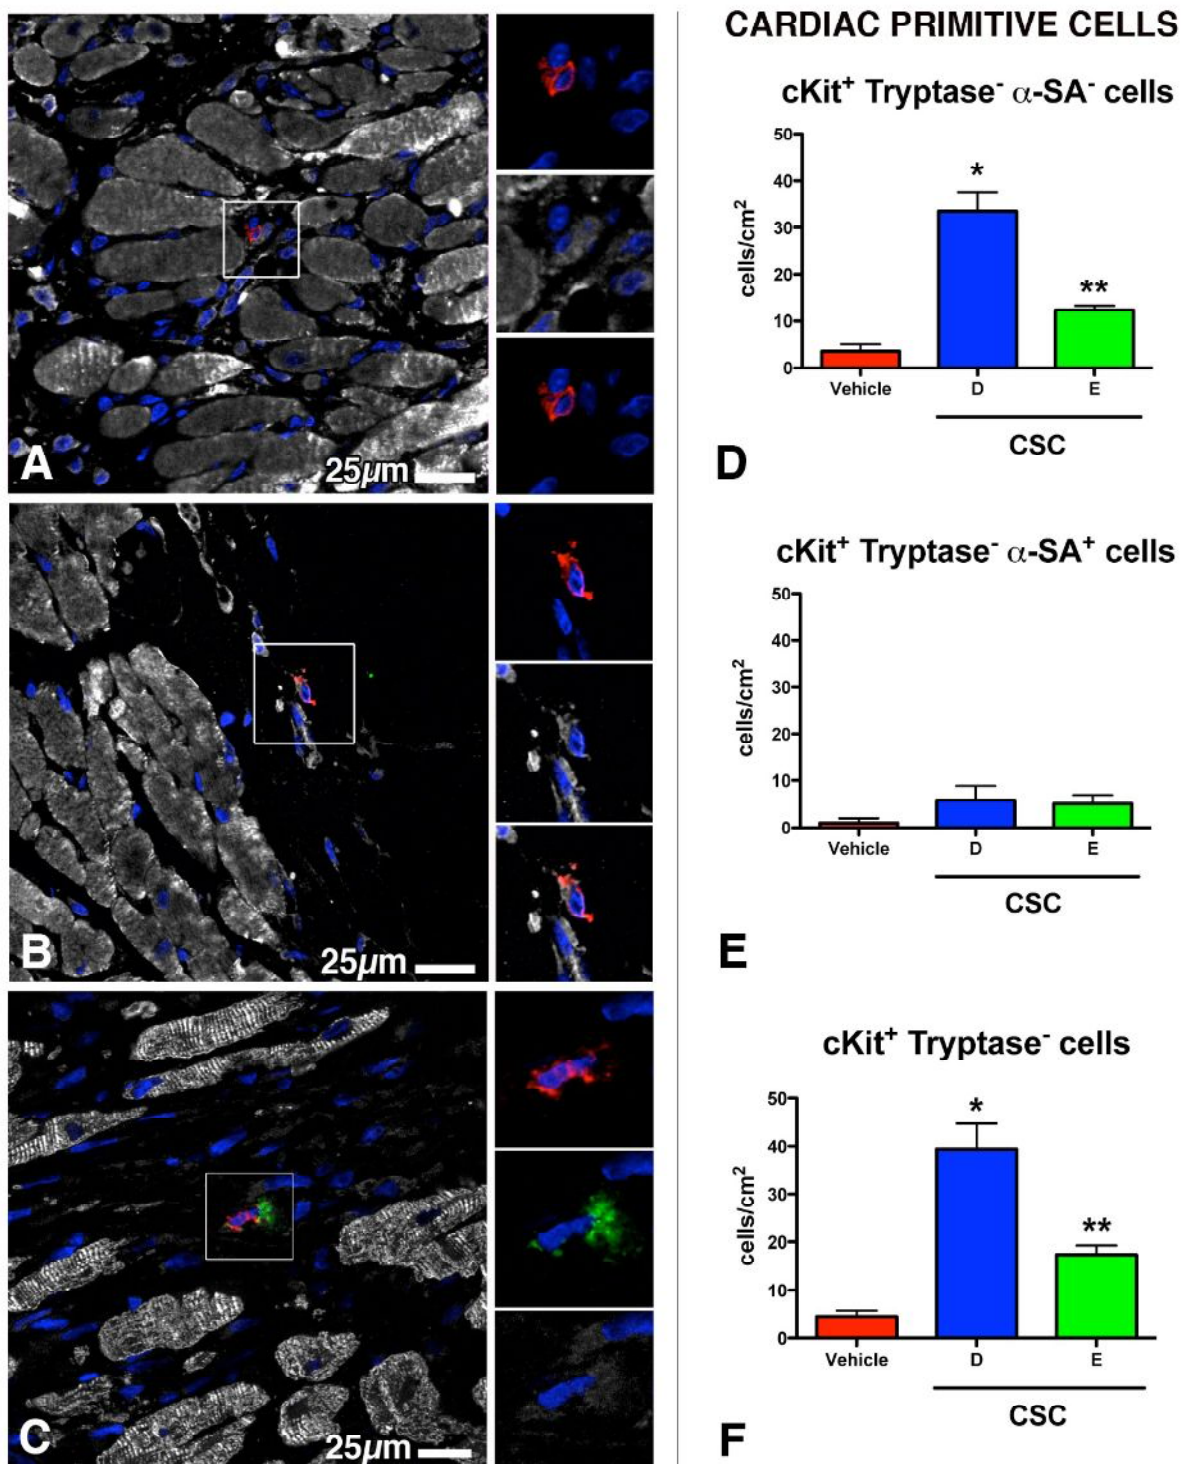 A
25µm
B
25µm
C
25µm
CARDIAC PRIMITIVE CELLS
cKit⁺ Tryptase⁻ α-SA⁻ cells
50
40
30
20
10
0
cells/cm²
*
**
Vehicle
D
E
CSC
D
cKit⁺ Tryptase⁻ α-SA⁺ cells
50
40
30
20
10
0
cells/cm²
Vehicle
D
E
CSC
E
cKit⁺ Tryptase⁻ cells
50
40
30
20
10
0
cells/cm²
*
**
Vehicle
D
E
CSC
F